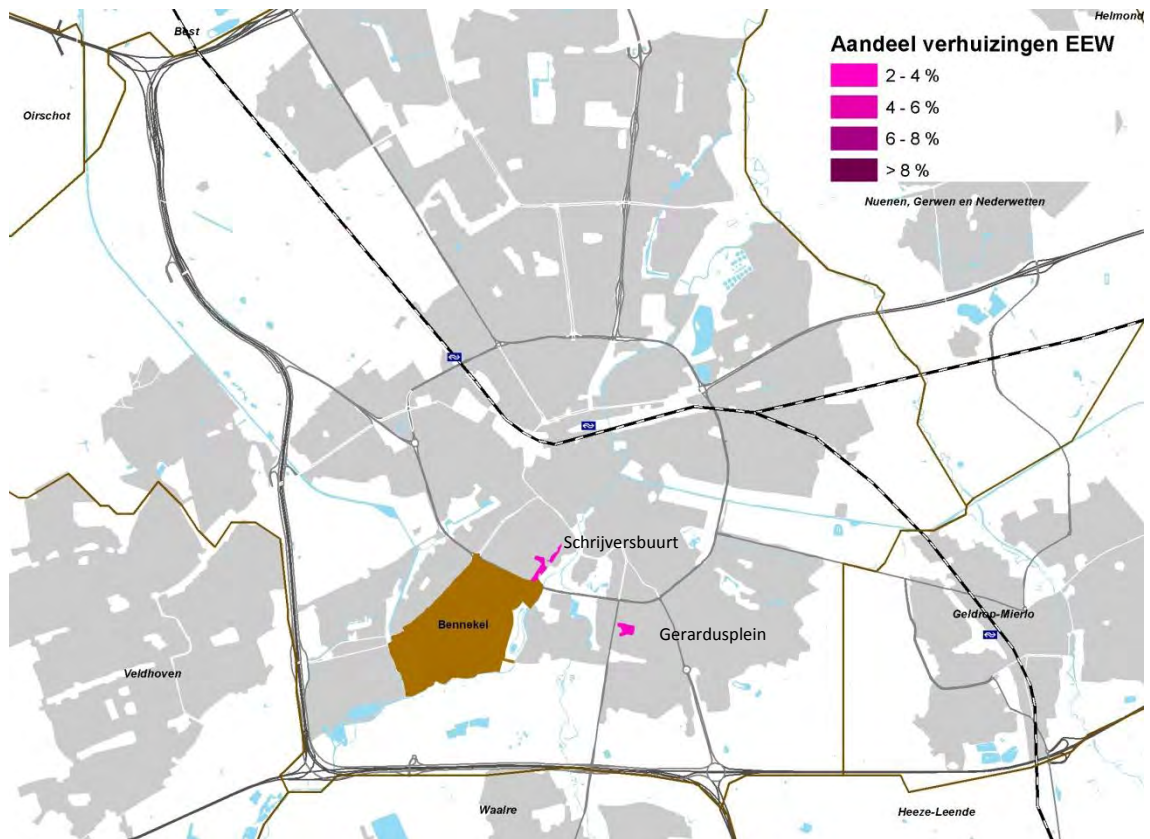 Best
Helmond
Aandeel verhuizingen EEW
2 - 4 %
4 - 6 %
6 - 8 %
> 8 %
Oirschot
Nuenen, Gerwen en Nederwetten
Schrijversbuurt
Bennekel
Gerardusplein
Geldrop-Mierlo
Veldhoven
Waalre
Heeze-Leende